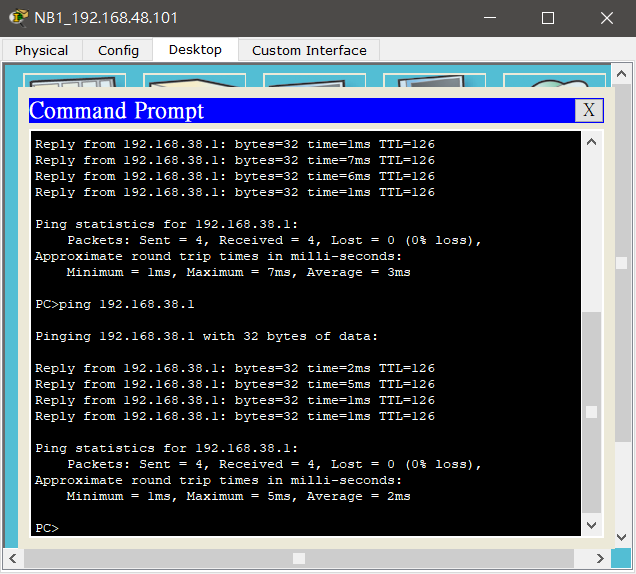 NB1_192.168.48.101
Physical Config Desktop Custom Interface
Command Prompt X
Reply from 192.168.38.1: bytes=32 time=1ms TTL=126
Reply from 192.168.38.1: bytes=32 time=7ms TTL=126
Reply from 192.168.38.1: bytes=32 time=6ms TTL=126
Reply from 192.168.38.1: bytes=32 time=1ms TTL=126
Ping statistics for 192.168.38.1:
Packets: Sent = 4, Received = 4, Lost = 0 (0% loss),
Approximate round trip times in milli-seconds:
Minimum = 1ms, Maximum = 7ms, Average = 3ms
PC>ping 192.168.38.1
Pinging 192.168.38.1 with 32 bytes of data:
Reply from 192.168.38.1: bytes=32 time=2ms TTL=126
Reply from 192.168.38.1: bytes=32 time=5ms TTL=126
Reply from 192.168.38.1: bytes=32 time=1ms TTL=126
Reply from 192.168.38.1: bytes=32 time=1ms TTL=126
Ping statistics for 192.168.38.1:
Packets: Sent = 4, Received = 4, Lost = 0 (0% loss),
Approximate round trip times in milli-seconds:
Minimum = 1ms, Maximum = 5ms, Average = 2ms
PC>